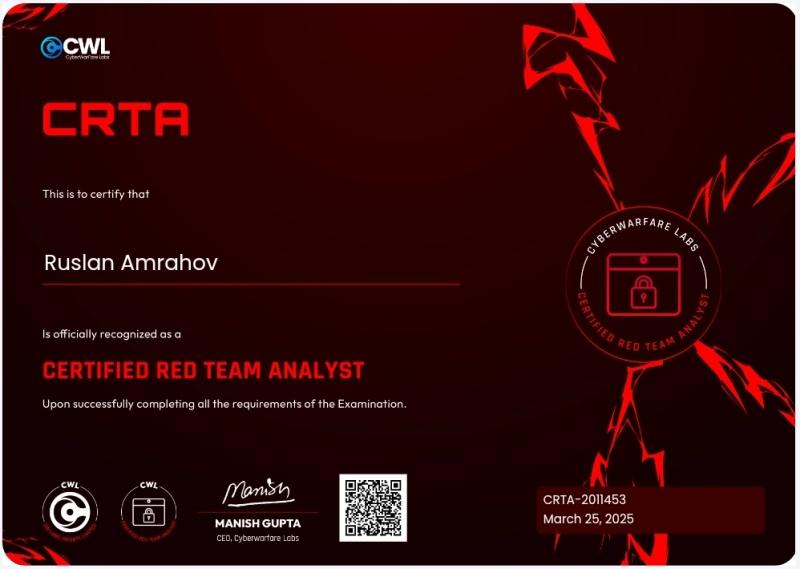 CWL
CyberWarFare Labs
CRTA
This is to certify that
Ruslan Amrahov
Is officially recognized as a
CERTIFIED RED TEAM ANALYST
Upon successfully completing all the requirements of the Examination.
CYBERWARFARE LABS
CERTIFIED RED TEAM ANALYST
CWL
CWL
Manish
MANISH GUPTA
CEO, Cyberwarfare Labs
CRTA-2011453
March 25, 2025